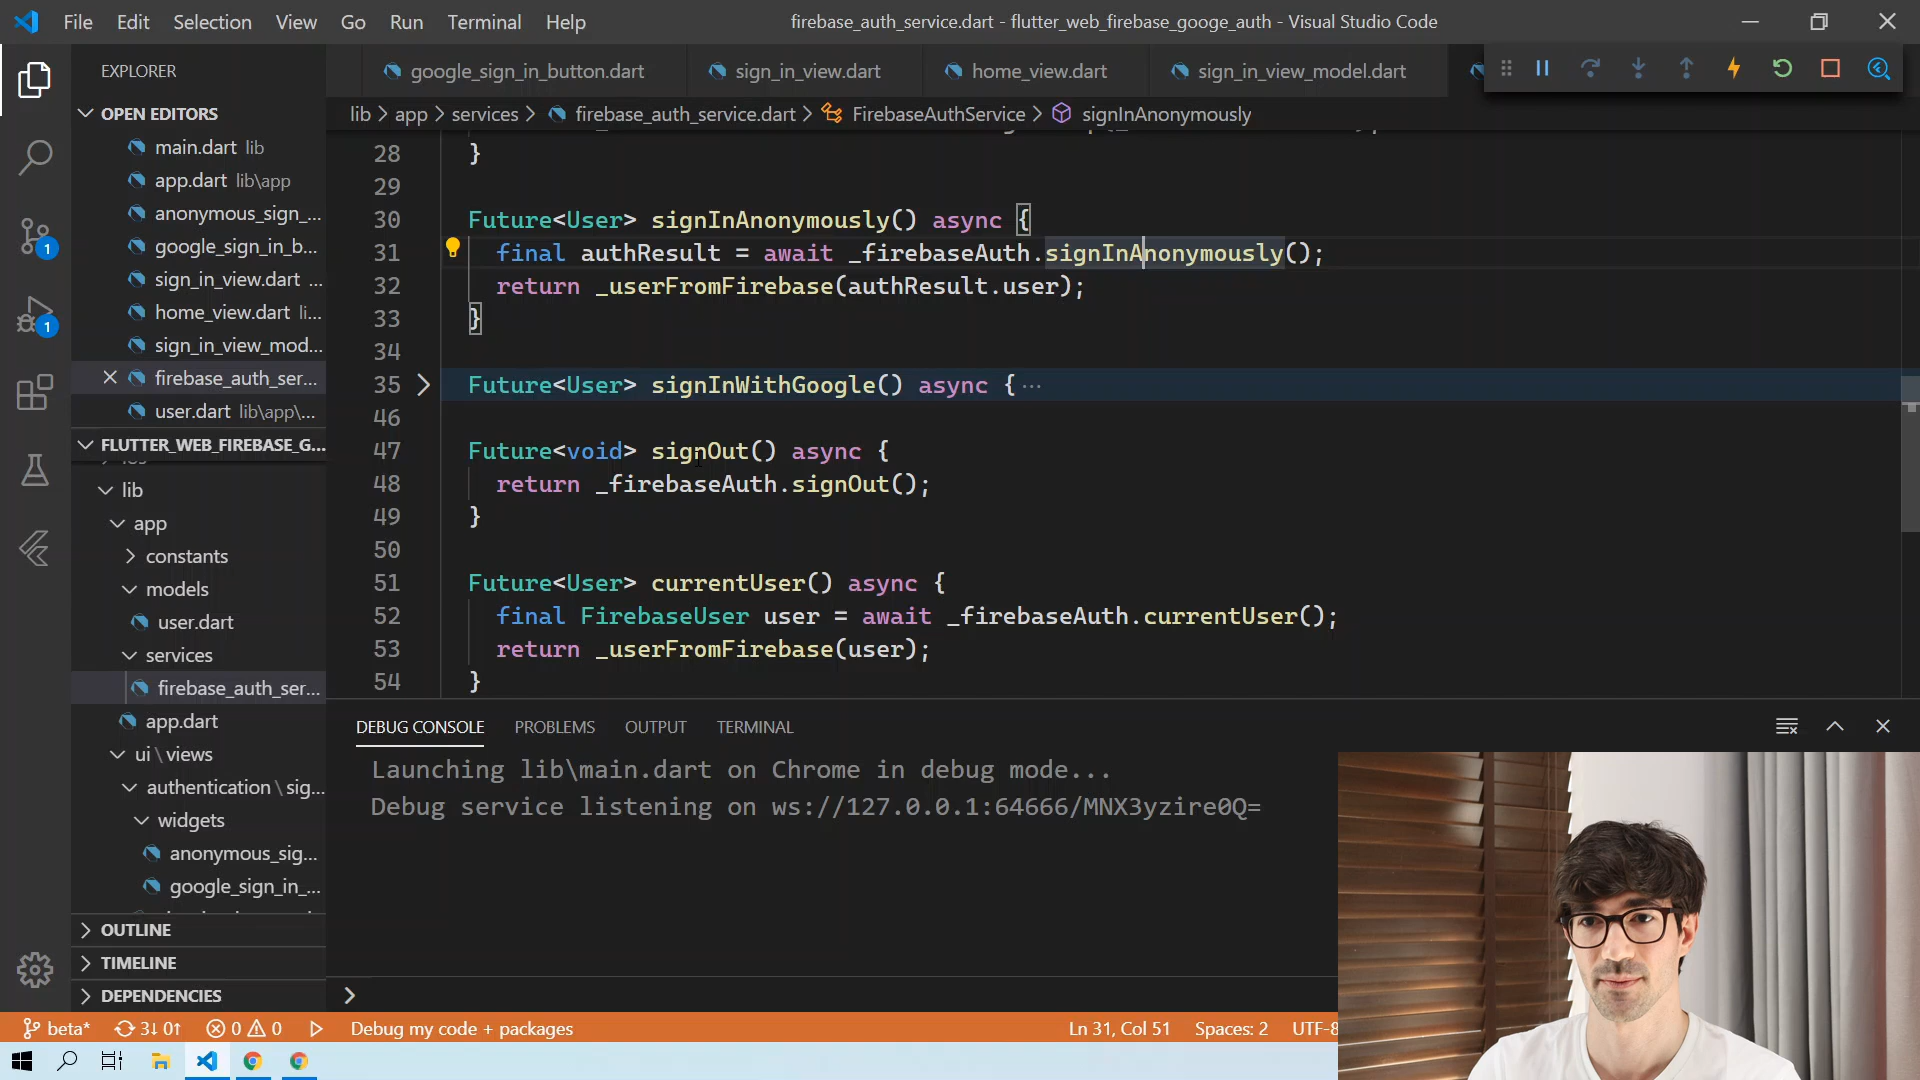 File Edit Selection View Go Run Terminal Help
firebase_auth_service.dart - flutter_web_firebase_googe_auth - Visual Studio Code
EXPLORER
google_sign_in_button.dart
sign_in_view.dart
home_view.dart
sign_in_view_model.dart
lib > app > services > firebase_auth_service.dart > FirebaseAuthService > signInAnonymously
OPEN EDITORS
main.dart lib
app.dart lib\app
anonymous_sign_...
google_sign_in_b...
sign_in_view.dart ...
home_view.dart li...
sign_in_view_mod...
firebase_auth_ser...
user.dart lib\app\...
FLUTTER_WEB_FIREBASE_G...
lib
app
constants
models
user.dart
services
firebase_auth_ser...
app.dart
ui\views
authentication\sig...
widgets
anonymous_sig...
google_sign_in_...
OUTLINE
TIMELINE
DEPENDENCIES
1
1
28 }
29
30 Future<User> signInAnonymously() async {
31 final authResult = await _firebaseAuth.signInAnonymously();
32 return _userFromFirebase(authResult.user);
33 }
34
35 Future<User> signInWithGoogle() async {...
46
47 Future<void> signOut() async {
48 return _firebaseAuth.signOut();
49 }
50
51 Future<User> currentUser() async {
52 final FirebaseUser user = await _firebaseAuth.currentUser();
53 return _userFromFirebase(user);
54 }
DEBUG CONSOLE PROBLEMS OUTPUT TERMINAL
Launching lib\main.dart on Chrome in debug mode...
Debug service listening on ws://127.0.0.1:64666/MNX3yzire0Q=
>
beta* 3↓ 0↑ 0 0 Debug my code + packages Ln 31, Col 51 Spaces: 2 UTF-8